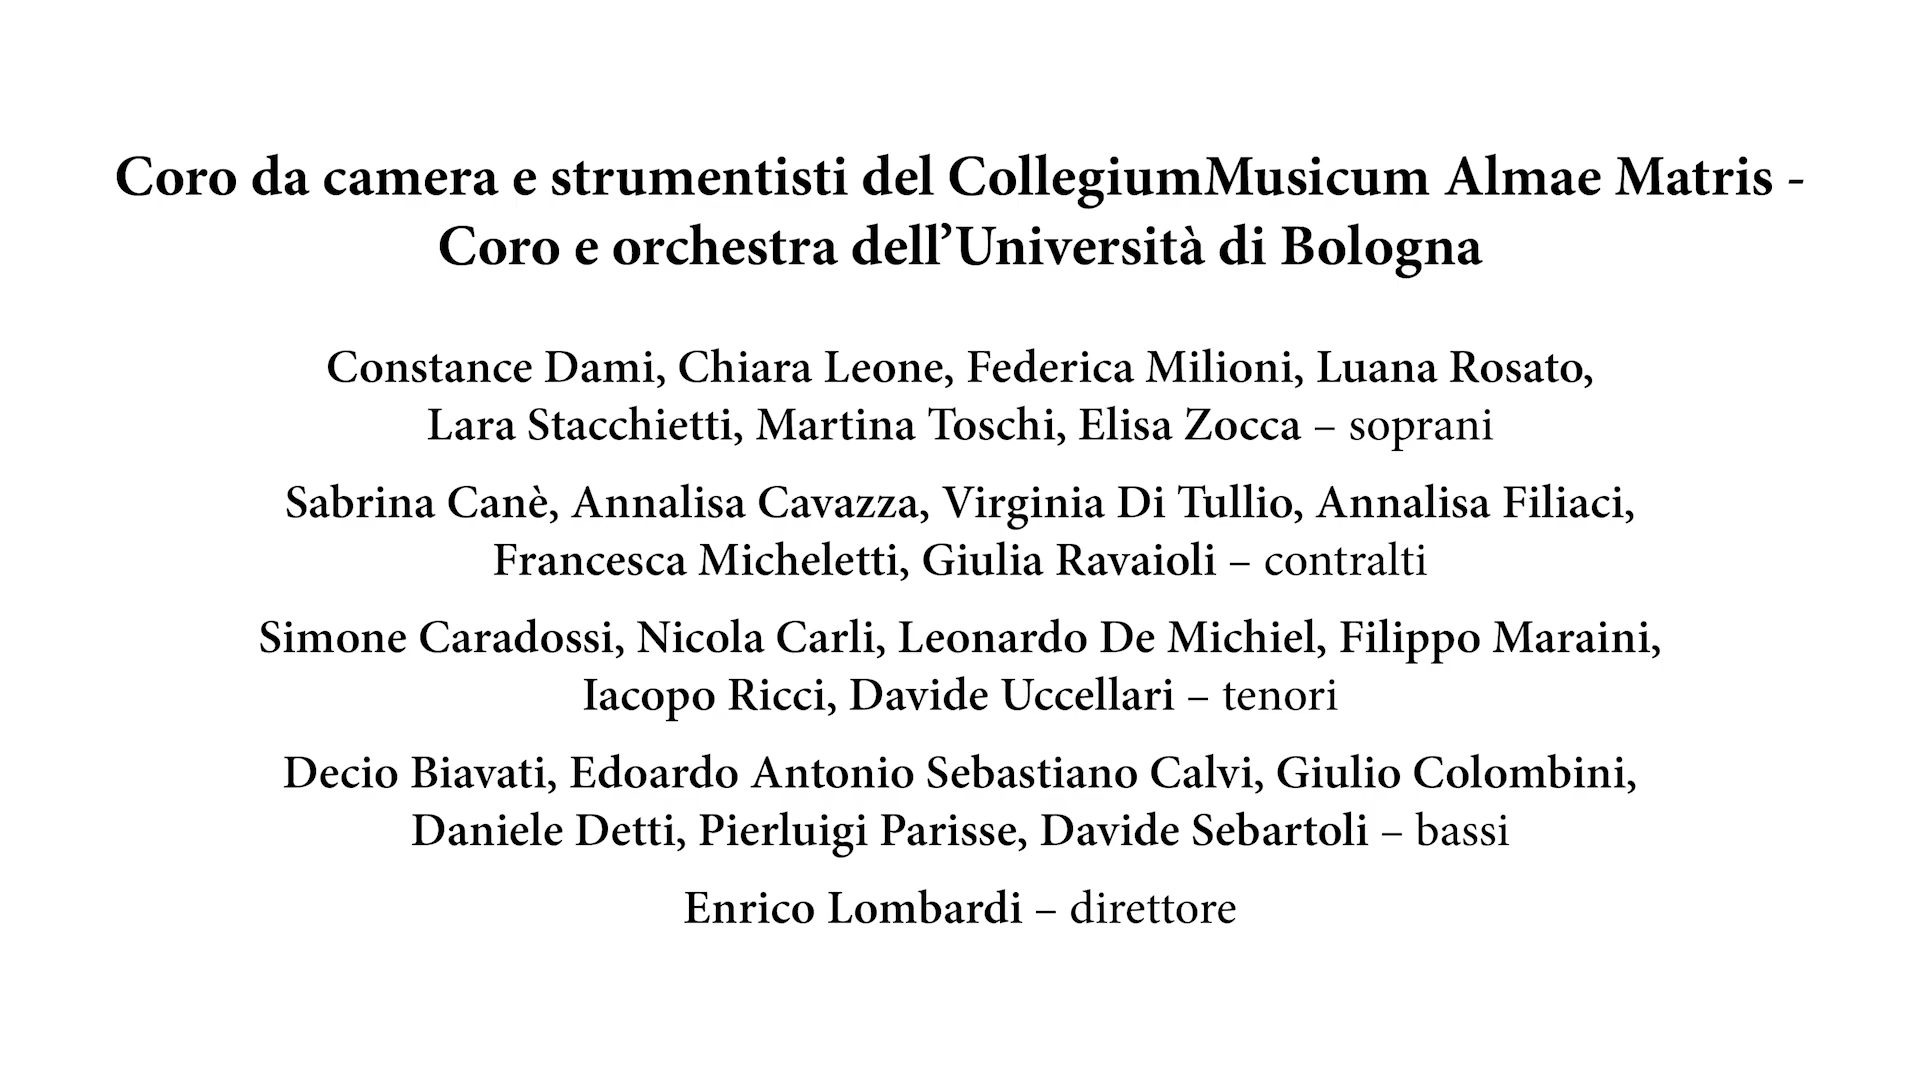 Coro da camera e strumentisti del CollegiumMusicum Almae Matris -
Coro e orchestra dell’Università di Bologna
Constance Dami, Chiara Leone, Federica Milioni, Luana Rosato,
Lara Stacchietti, Martina Toschi, Elisa Zocca – soprani
Sabrina Canè, Annalisa Cavazza, Virginia Di Tullio, Annalisa Filiaci,
Francesca Micheletti, Giulia Ravaioli – contralti
Simone Caradossi, Nicola Carli, Leonardo De Michiel, Filippo Maraini,
Iacopo Ricci, Davide Uccellari – tenori
Decio Biavati, Edoardo Antonio Sebastiano Calvi, Giulio Colombini,
Daniele Detti, Pierluigi Parisse, Davide Sebartoli – bassi
Enrico Lombardi – direttore